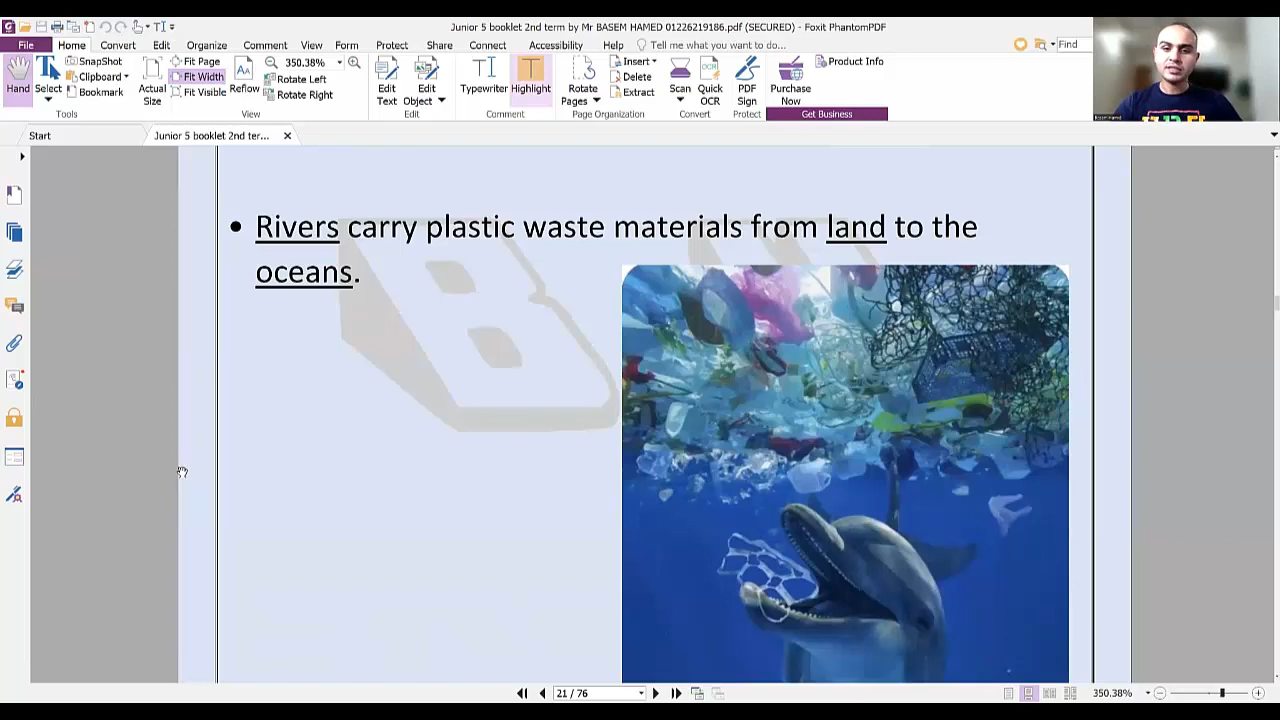 Junior 5 booklet 2nd term by Mr BASEM HAMED 01226219186.pdf (SECURED) - Foxit PhantomPDF
File Home Convert Edit Organize Comment View Form Protect Share Connect Accessibility Help Tell me what you want to do... Find
Hand
Select
SnapShot
Clipboard
Bookmark
Tools
Actual Size
Fit Page
Fit Width
Fit Visible
Reflow
350.38%
Rotate Left
Rotate Right
View
Edit Text
Edit Object
Edit
Typewriter
Highlight
Comment
Rotate Pages
Insert
Delete
Extract
Page Organization
Scan
Quick OCR
Convert
PDF Sign
Protect
Purchase Now
Product Info
Get Business
Start
Junior 5 booklet 2nd ter...
• Rivers carry plastic waste materials from land to the
oceans.
21 / 76
350.38%